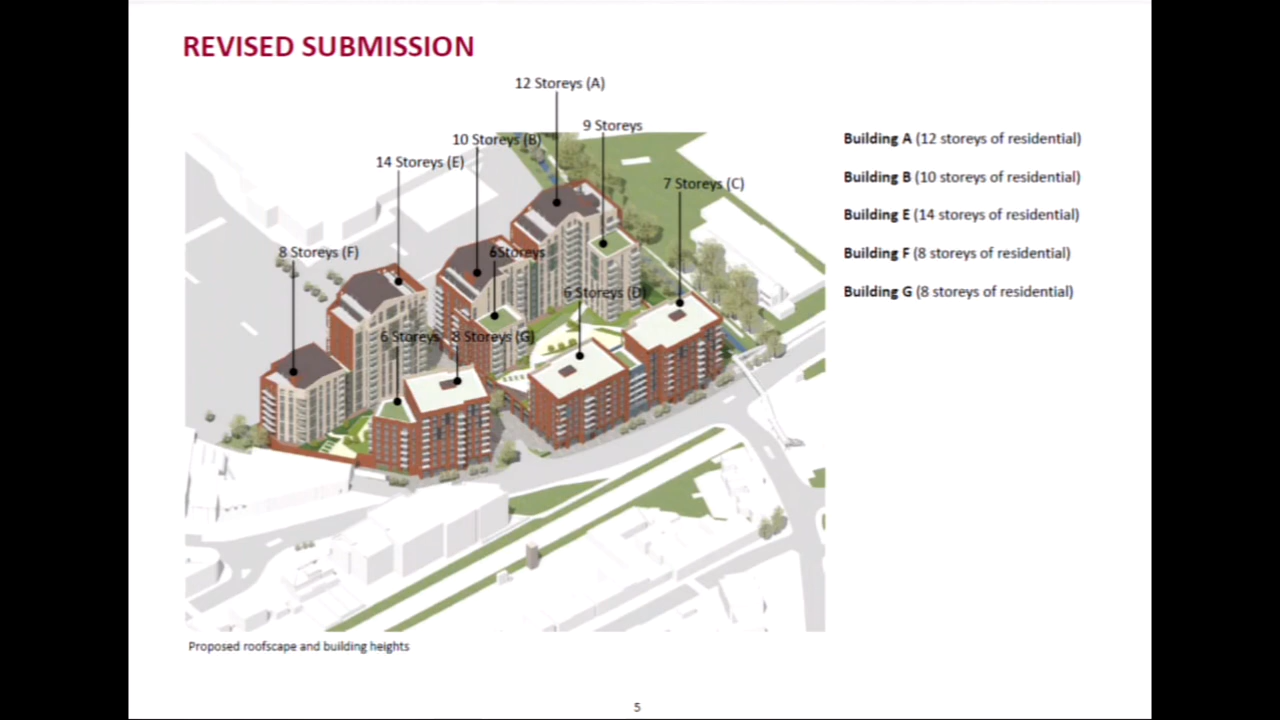 REVISED SUBMISSION
12 Storeys (A)
9 Storeys
10 Storeys (B)
14 Storeys (E)
7 Storeys (C)
8 Storeys (F)
6Storeys
6 Storeys (D)
6 Storeys
8 Storeys (G)
Building A (12 storeys of residential)
Building B (10 storeys of residential)
Building E (14 storeys of residential)
Building F (8 storeys of residential)
Building G (8 storeys of residential)
Proposed roofscape and building heights
5